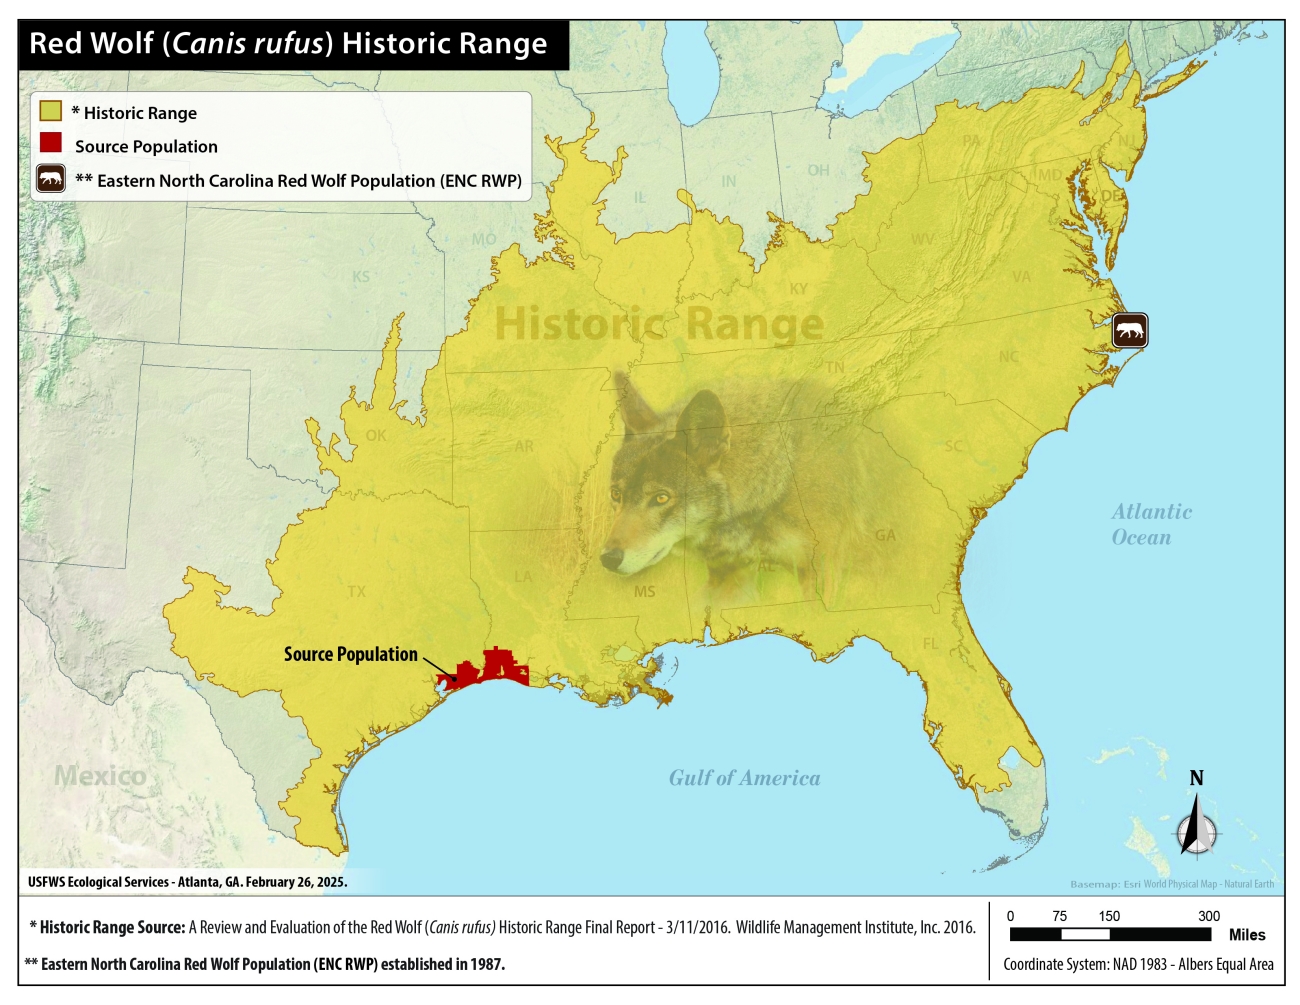 Red Wolf (Canis rufus) Historic Range
* Historic Range
Source Population
** Eastern North Carolina Red Wolf Population (ENC RWP)
PA
NJ
OH
MD
IN
DE
IL
MO
WV
KS
VA
KY
Historic Range
NC
TN
OK
AR
SC
Atlantic
Ocean
GA
AL
LA
MS
TX
FL
Source Population
Mexico
Gulf of America
N
USFWS Ecological Services - Atlanta, GA. February 26, 2025.
Basemap: Esri World Physical Map - Natural Earth
* Historic Range Source: A Review and Evaluation of the Red Wolf (Canis rufus) Historic Range Final Report - 3/11/2016. Wildlife Management Institute, Inc. 2016.
** Eastern North Carolina Red Wolf Population (ENC RWP) established in 1987.
0 75 150 300
Miles
Coordinate System: NAD 1983 - Albers Equal Area